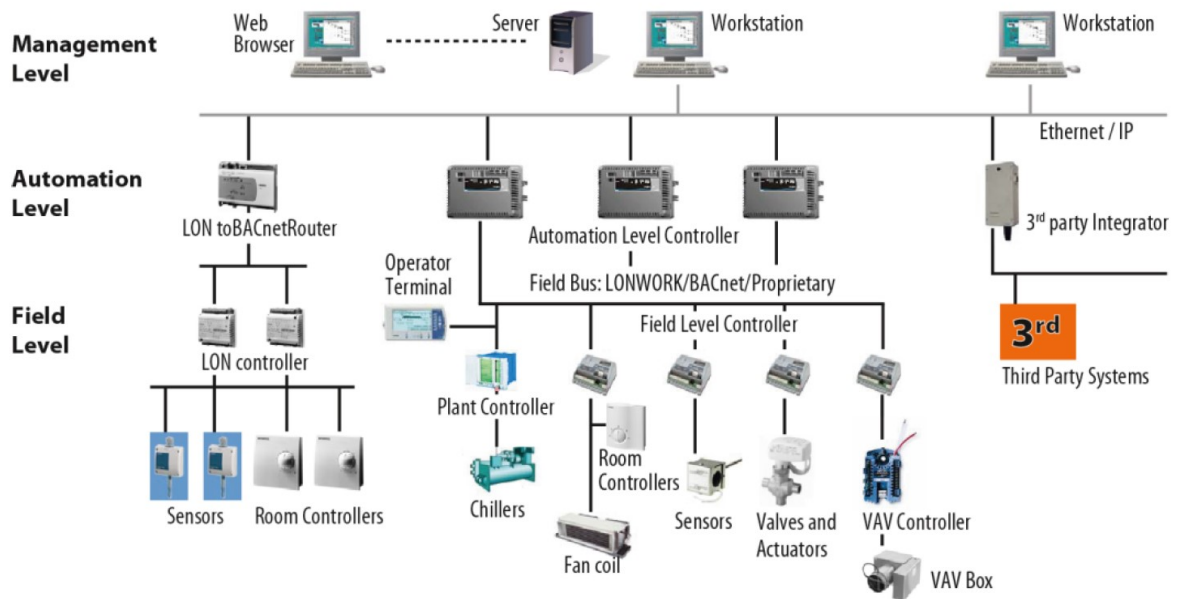 Management
Level
Web
Browser
Server
Workstation
Workstation
Ethernet / IP
Automation
Level
LON toBACnetRouter
Automation Level Controller
3rd party Integrator
Operator
Terminal
Field Bus: LONWORK/BACnet/Proprietary
Field
Level
Field Level Controller
3rd
LON controller
Third Party Systems
Plant Controller
Room
Controllers
Sensors
Room Controllers
Chillers
Sensors
Valves and
Actuators
VAV Controller
Fan coil
VAV Box